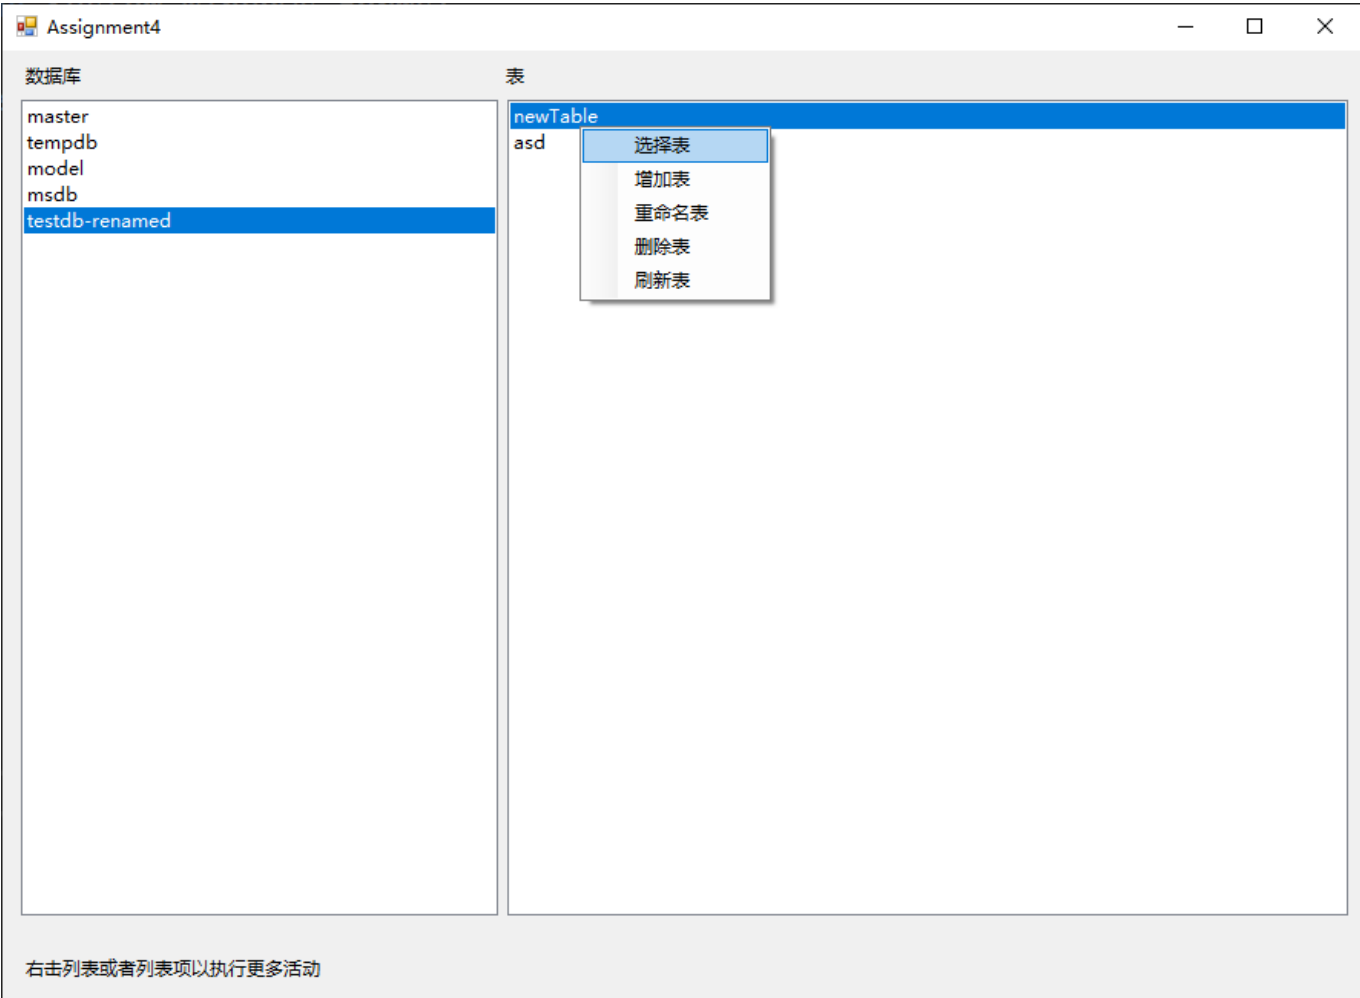 Assignment4
数据库
表
master
tempdb
model
msdb
testdb-renamed
newTable
asd
选择表
增加表
重命名表
删除表
刷新表
右击列表或者列表项以执行更多活动